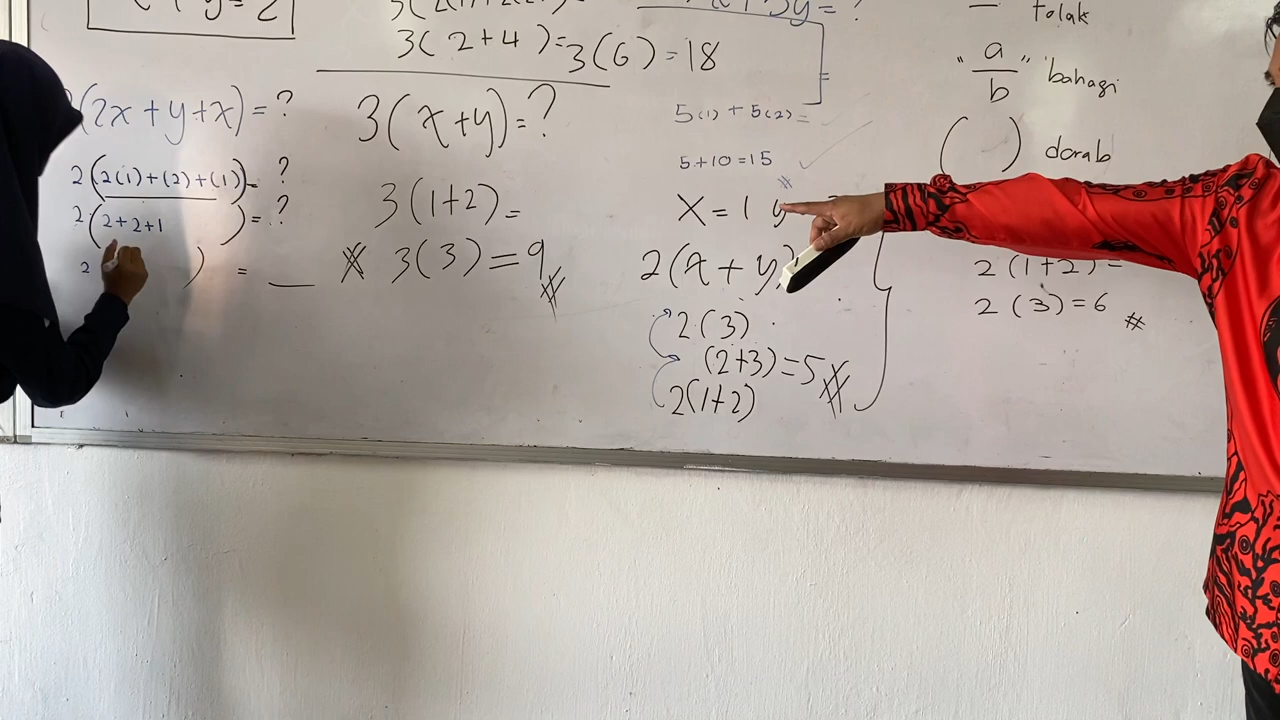 y = 2
(2x + y + x) = ?
2(2(1) + (2) + (1)) = ?
2(2+2+1 ) = ?
2 ) = __
3(2+4) = 3(6) = 18
3(x+y) = ?
3(1+2) =
3(3) = 9
5(1) + 5(2) =
5+10=15
x = 1 y
2(x + y)
2(3)
(2+3) = 5
2(1+2)
— tolak
"a/b" bahagi
( ) darab
2(1+2) =
2(3) = 6